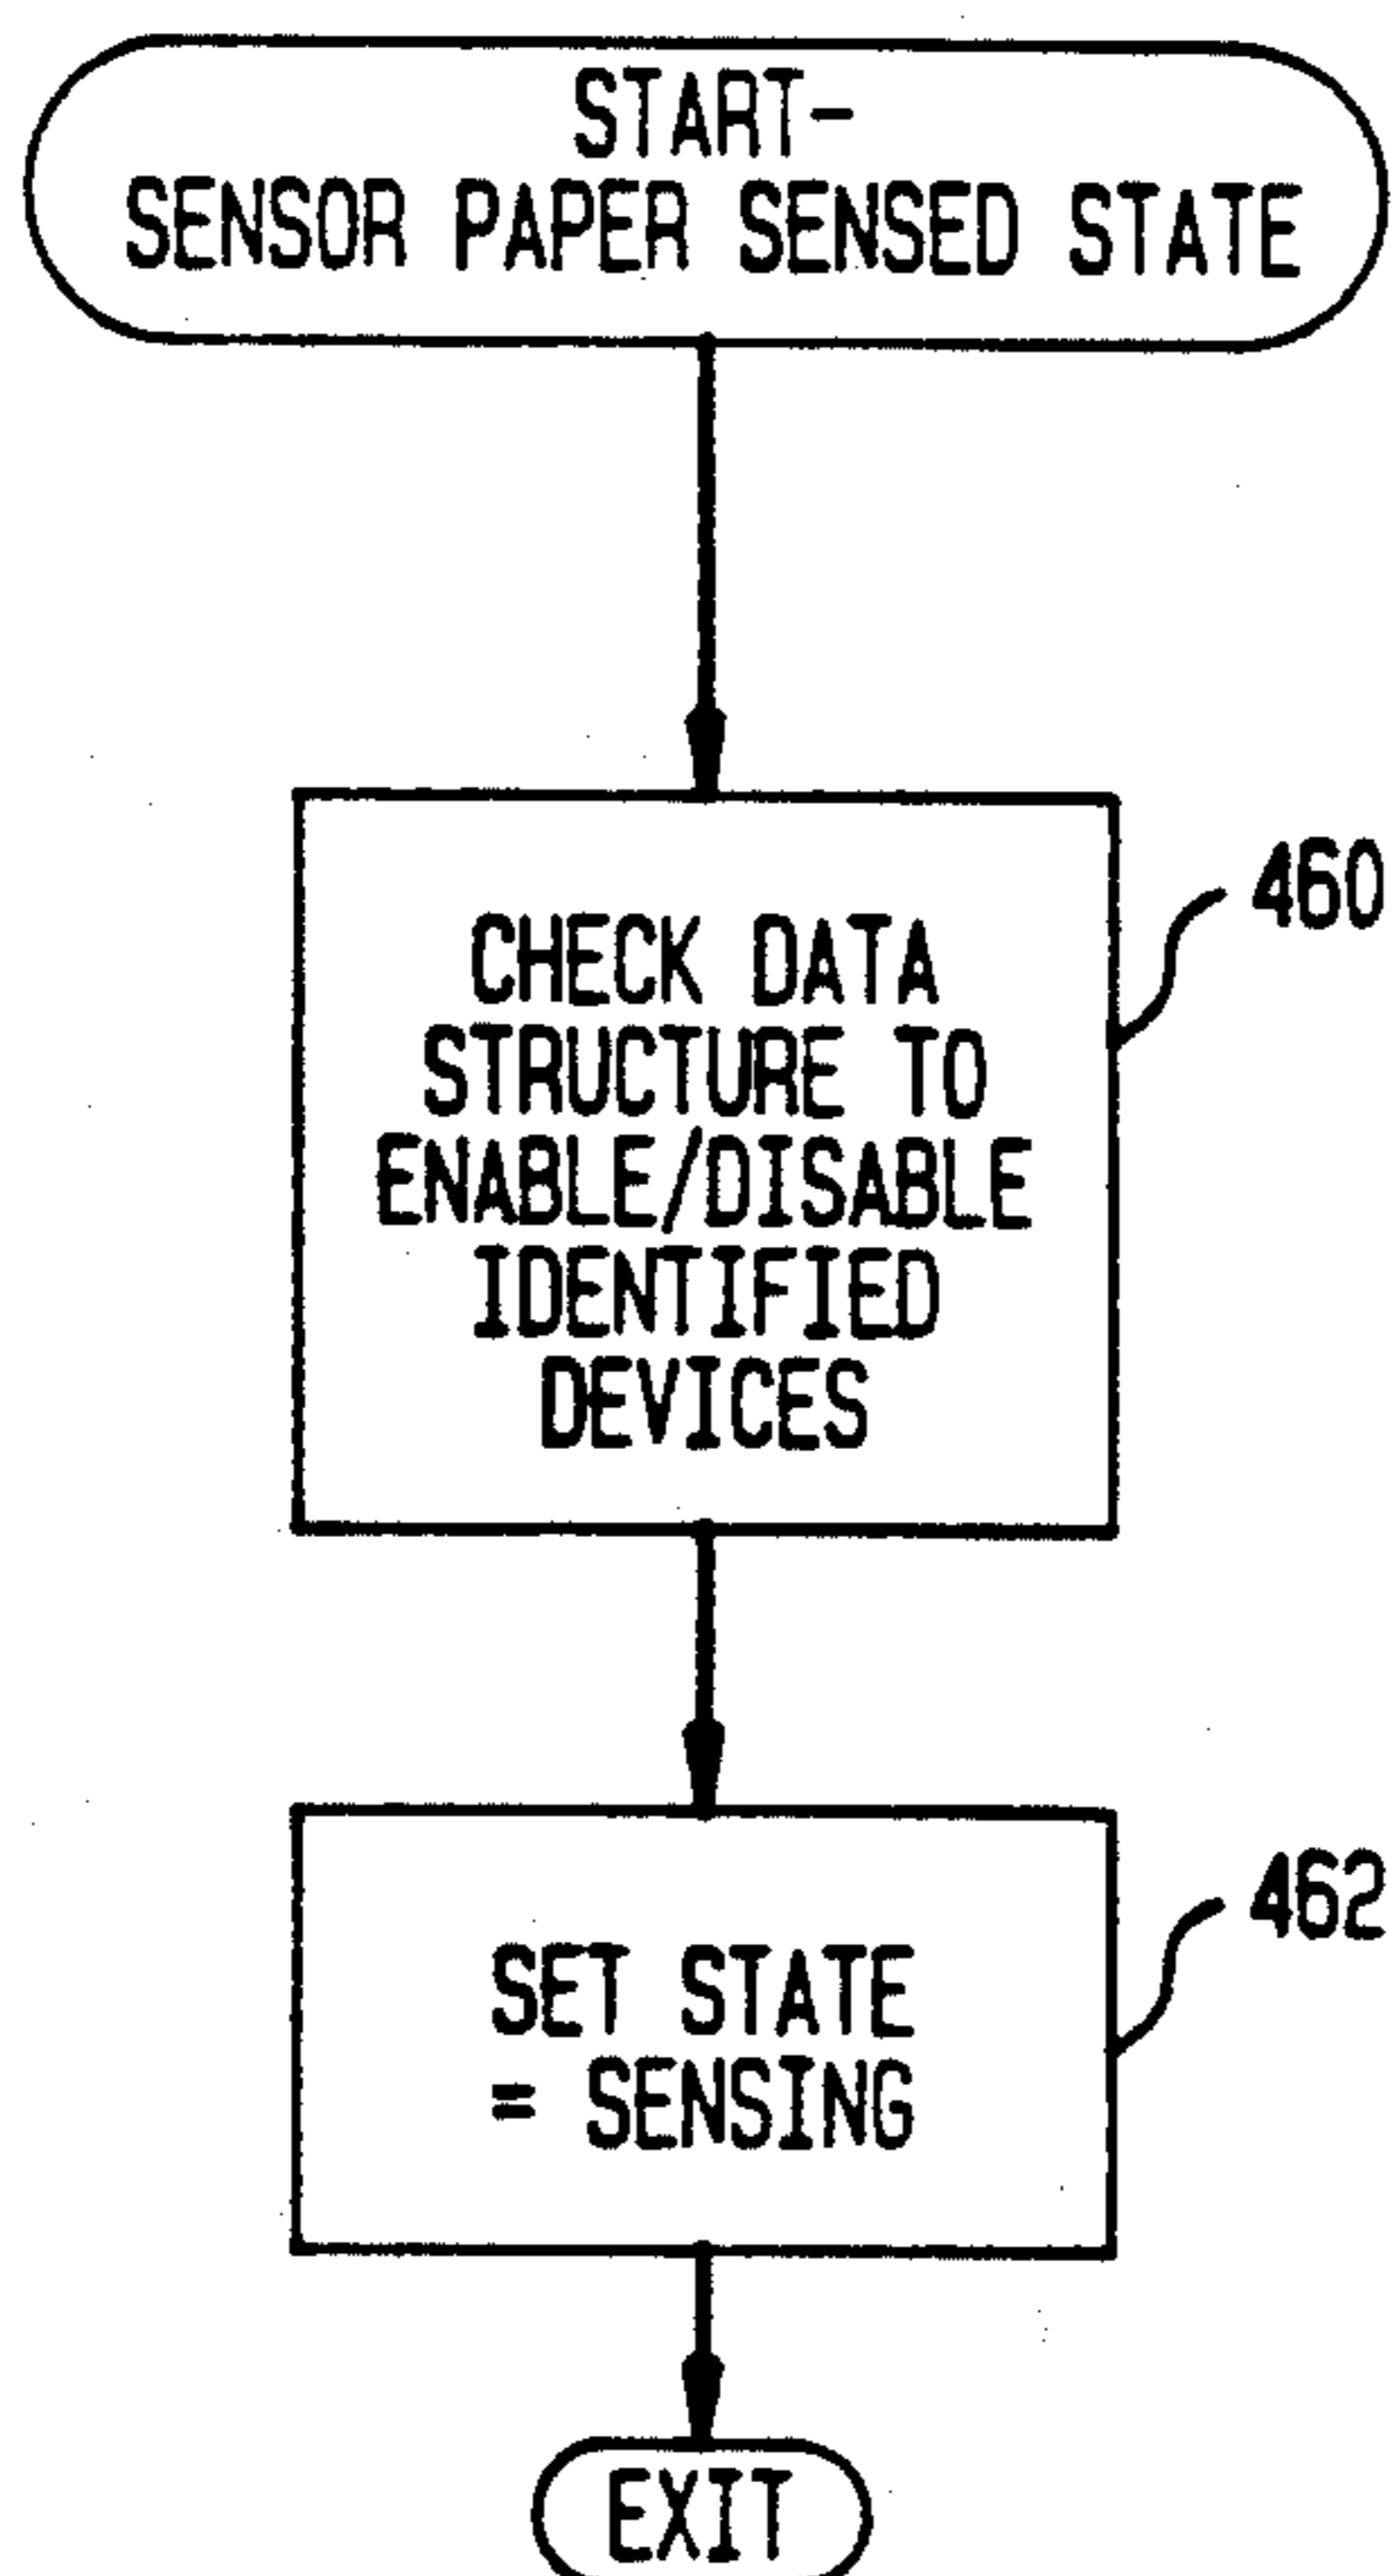 START-
SENSOR PAPER SENSED STATE
460
CHECK DATA
STRUCTURE TO
ENABLE/DISABLE
IDENTIFIED
DEVICES
462
SET STATE
= SENSING
EXIT